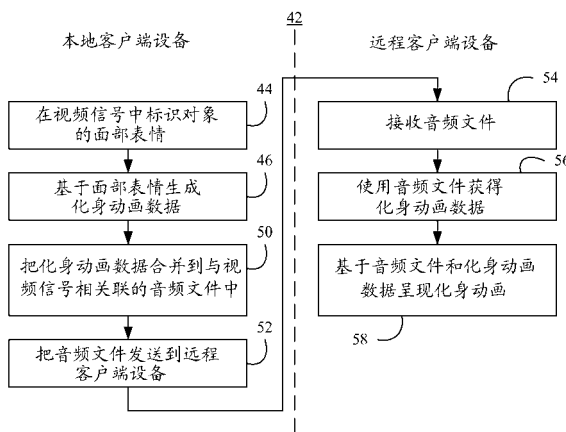 42
本地客户端设备
远程客户端设备
44
在视频信号中标识对象
的面部表情
46
基于面部表情生成
化身动画数据
50
把化身动画数据合并到与视
频信号相关联的音频文件中
52
把音频文件发送到远程
客户端设备
54
接收音频文件
56
使用音频文件获得
化身动画数据
基于音频文件和化身动画
数据呈现化身动画
58